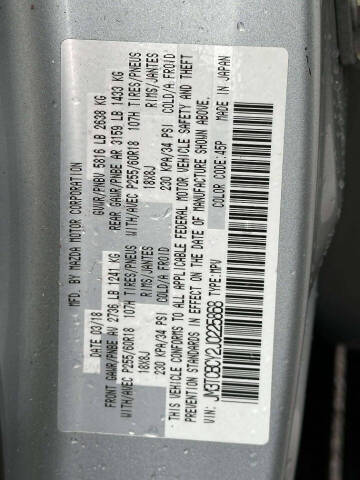 MFD. BY MAZDA MOTOR CORPORATION
DATE 03/18 GVWR/PNBV 5816 LB 2638 KG
FRONT GAWR/PNBE AV 2736 LB 1241 KG REAR GAWR/PNBE AR 3159 LB 1433 KG
WITH/AVEC P255/60R18 107H TIRES/PNEUS WITH/AVEC P255/60R18 107H TIRES/PNEUS
18X8J RIMS/JANTES 18X8J RIMS/JANTES
230 KPA/34 PSI COLD/A FROID 230 KPA/34 PSI COLD/A FROID
THIS VEHICLE CONFORMS TO ALL APPLICABLE FEDERAL MOTOR VEHICLE SAFETY AND THEFT
PREVENTION STANDARDS IN EFFECT ON THE DATE OF MANUFACTURE SHOWN ABOVE.
VIN: JM3TCBCY2J0225868 TYPE: MPV COLOR CODE: 45P MADE IN JAPAN